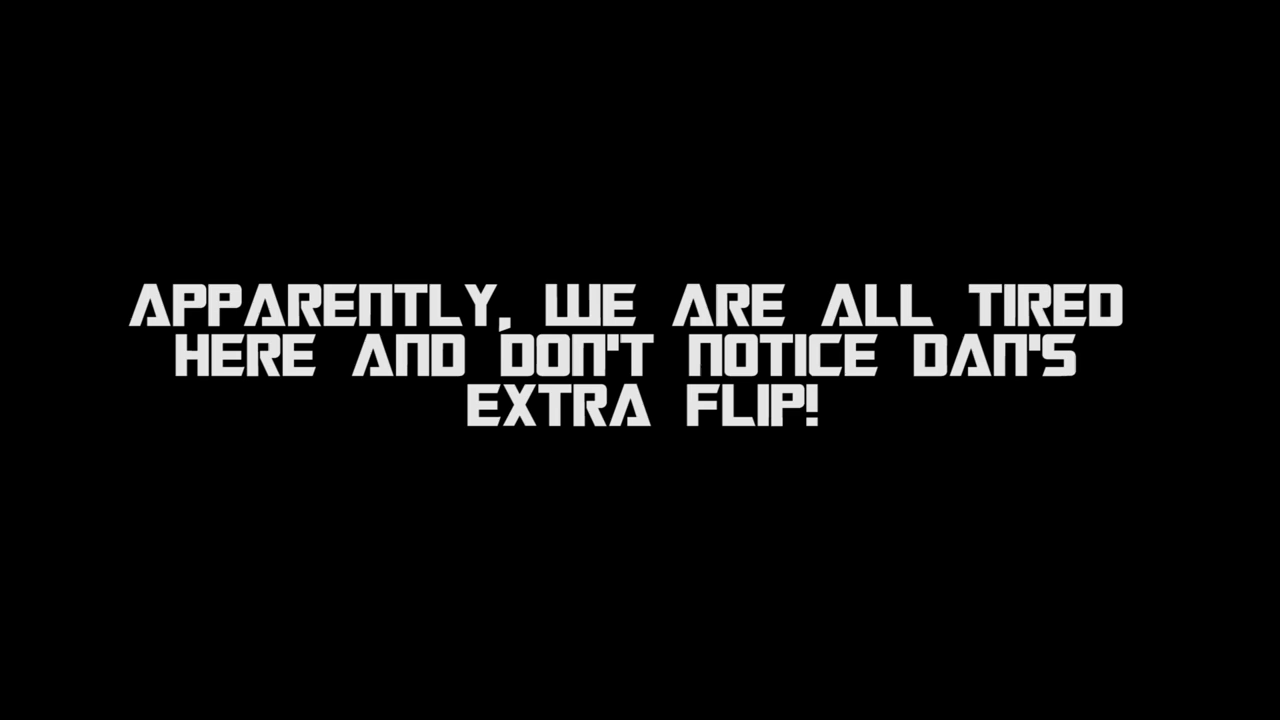 APPARENTLY, WE ARE ALL TIRED
HERE AND DON'T NOTICE DAN'S
EXTRA FLIP!